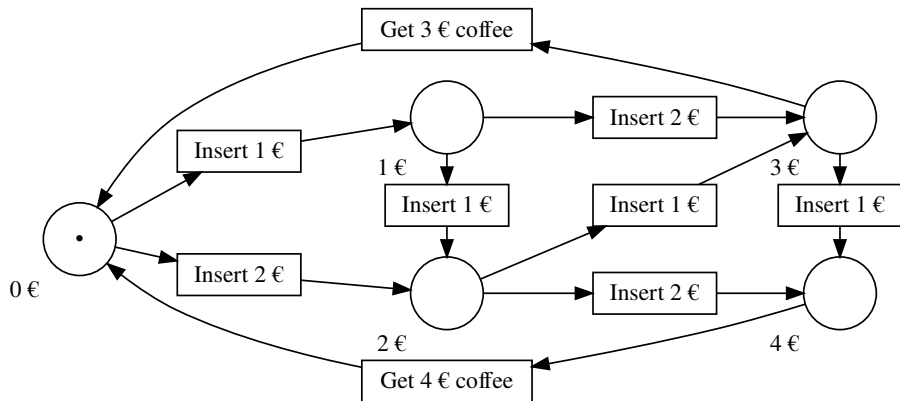 Get 3 € coffee
Insert 1 €
Insert 2 €
1 €
3 €
Insert 1 €
Insert 1 €
Insert 1 €
0 €
Insert 2 €
Insert 2 €
2 €
4 €
Get 4 € coffee